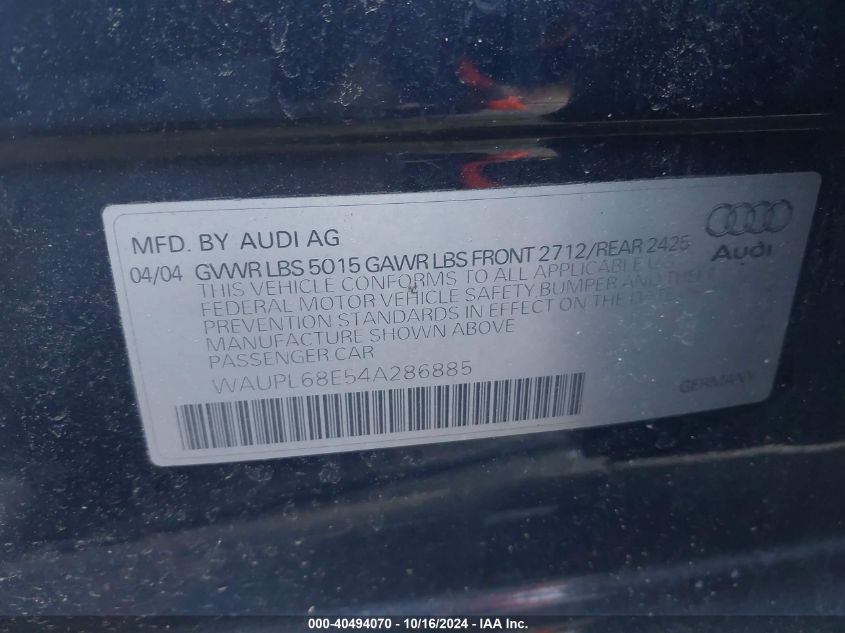 MFD. BY AUDI AG
04/04 GVWR LBS 5015 GAWR LBS FRONT 2712/REAR 2425
THIS VEHICLE CONFORMS TO ALL APPLICABLE U.S.
FEDERAL MOTOR VEHICLE SAFETY BUMPER AND THEFT
PREVENTION STANDARDS IN EFFECT ON THE DATE
MANUFACTURE SHOWN ABOVE
PASSENGER CAR
WAUPL68E54A286885
Audi
GERMANY
000-40494070 - 10/16/2024 - IAA Inc.